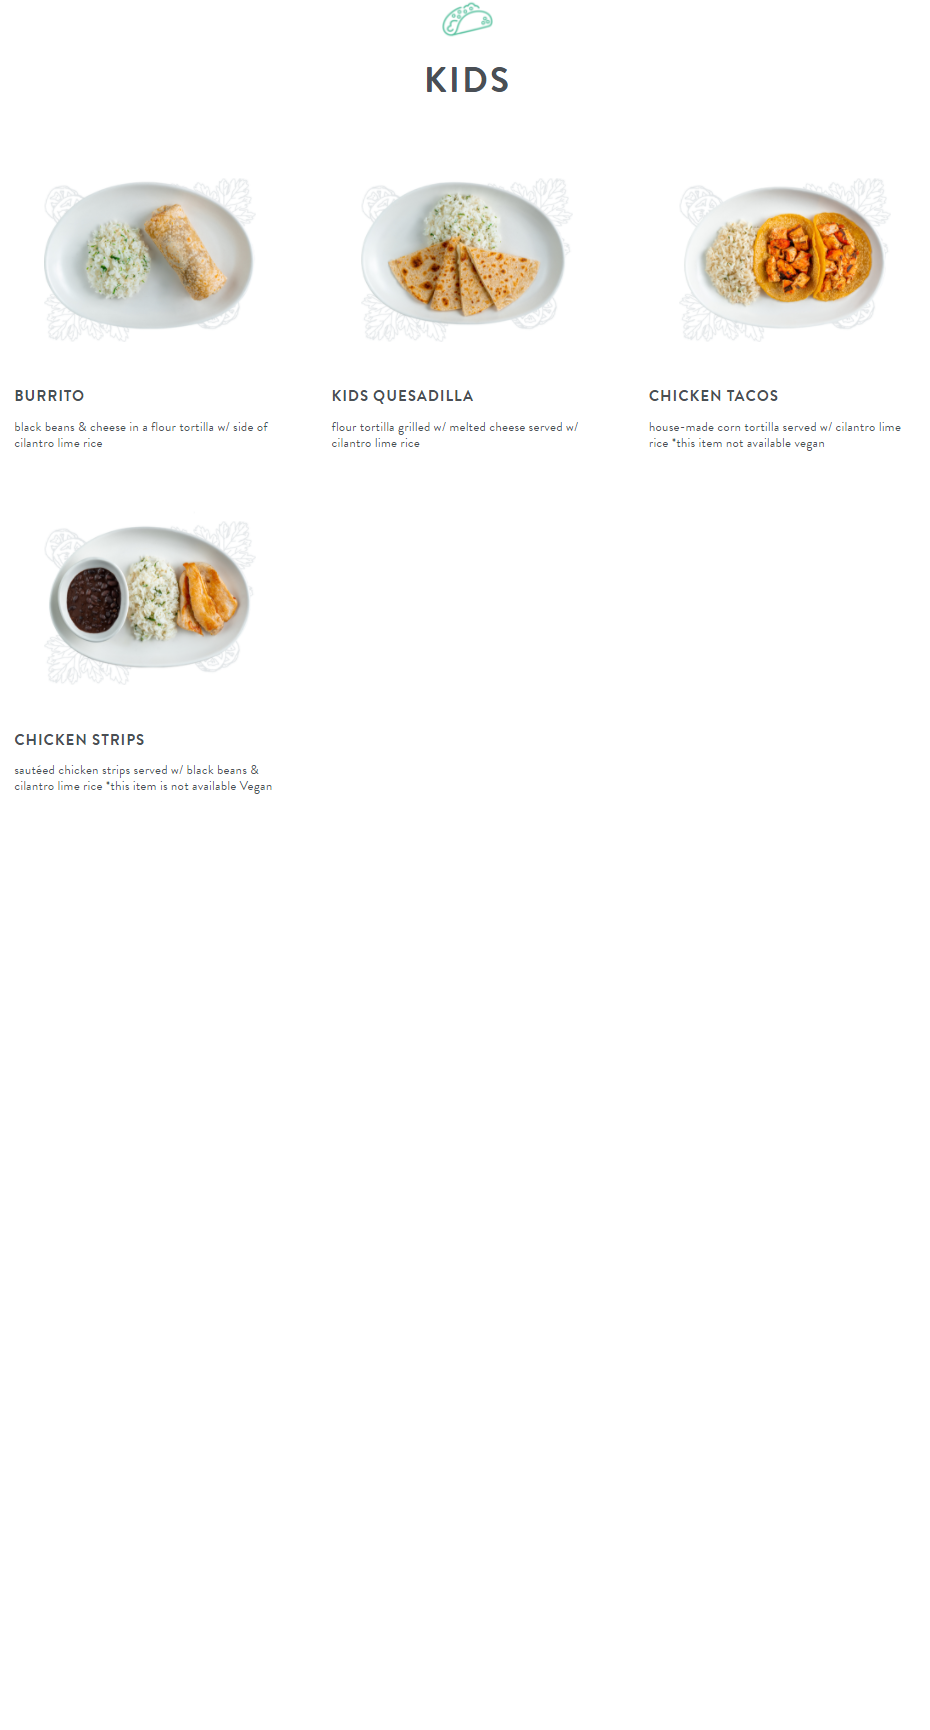 KIDS
BURRITO
black beans & cheese in a flour tortilla w/ side of
cilantro lime rice
KIDS QUESADILLA
flour tortilla grilled w/ melted cheese served w/
cilantro lime rice
CHICKEN TACOS
house-made corn tortilla served w/ cilantro lime
rice *this item not available vegan
CHICKEN STRIPS
sautéed chicken strips served w/ black beans &
cilantro lime rice *this item is not available Vegan